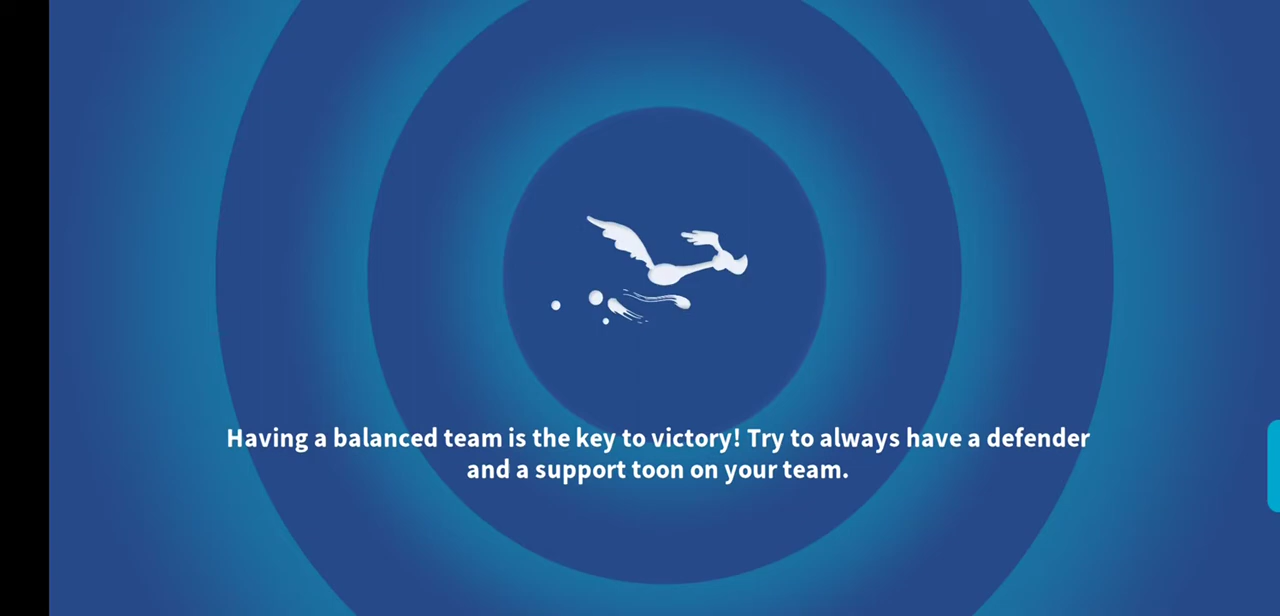 Having a balanced team is the key to victory! Try to always have a defender
and a support toon on your team.